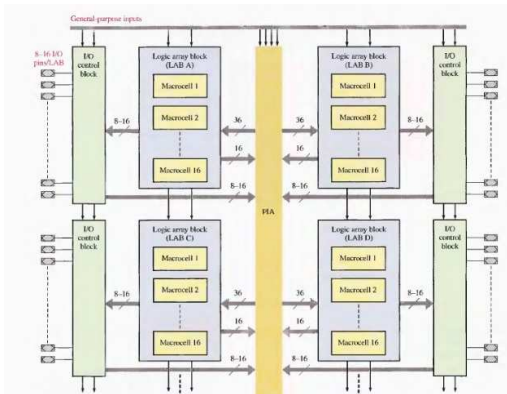 General-purpose inputs
8–16 I/O
pins/LAB
I/O
control
block
Logic array block
(LAB A)
Macrocell 1
Macrocell 2
Macrocell 16
8–16
36
16
8–16
PIA
Logic array block
(LAB B)
Macrocell 1
Macrocell 2
Macrocell 16
36
16
8–16
8–16
I/O
control
block
I/O
control
block
Logic array block
(LAB C)
Macrocell 1
Macrocell 2
Macrocell 16
8–16
36
16
8–16
Logic array block
(LAB D)
Macrocell 1
Macrocell 2
Macrocell 16
36
16
8–16
8–16
I/O
control
block